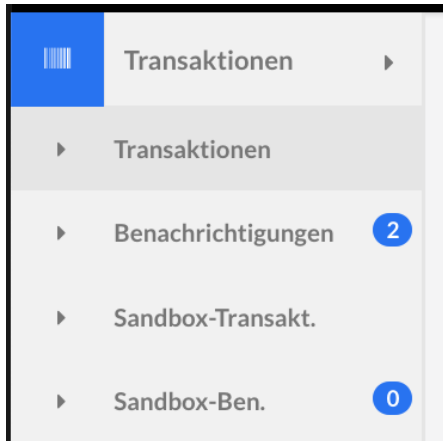 Transaktionen
Transaktionen
Benachrichtigungen 2
Sandbox-Transakt.
Sandbox-Ben. 0